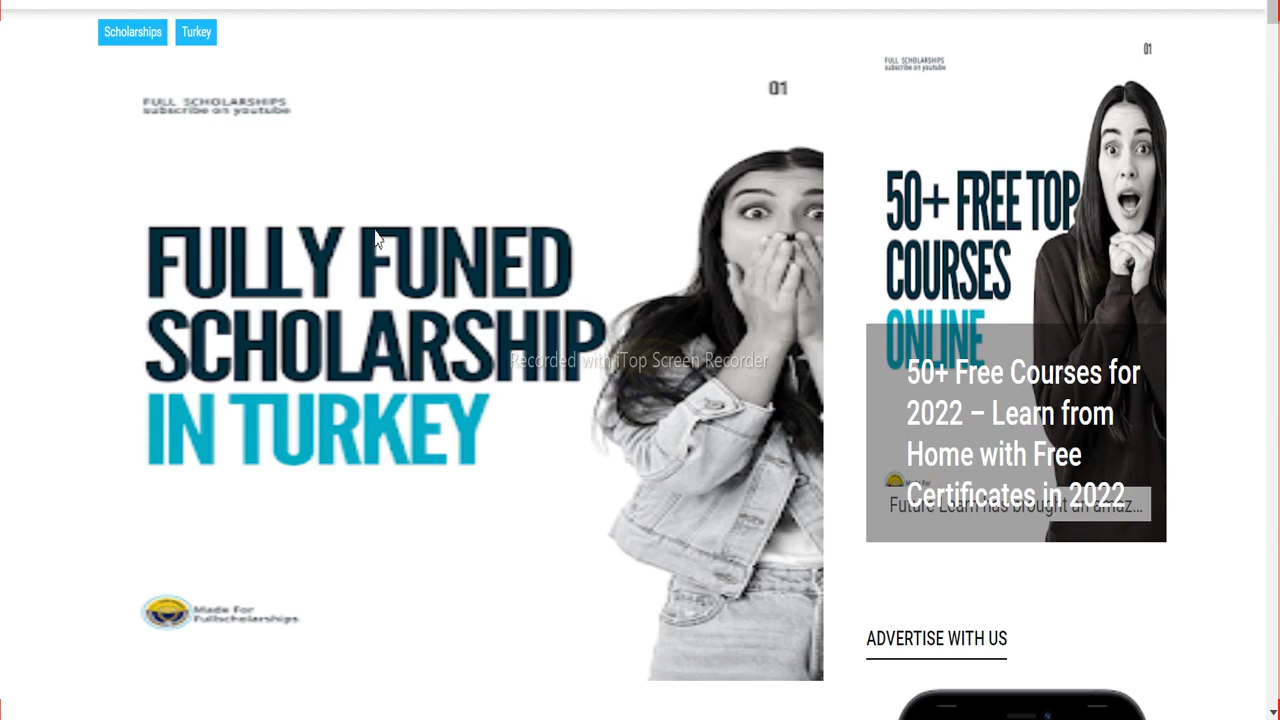 Scholarships Turkey
FULL SCHOLARSHIPS
subscribe on youtube
01
FULLY FUNED
SCHOLARSHIP
IN TURKEY
Made For
Fullscholarships
Recorded with iTop Screen Recorder
01
FULL SCHOLARSHIPS
subscribe on youtube
50+ FREE TOP
COURSES
ONLINE
50+ Free Courses for
2022 – Learn from
Home with Free
Certificates in 2022
Future Learn has brought an amaz...
ADVERTISE WITH US